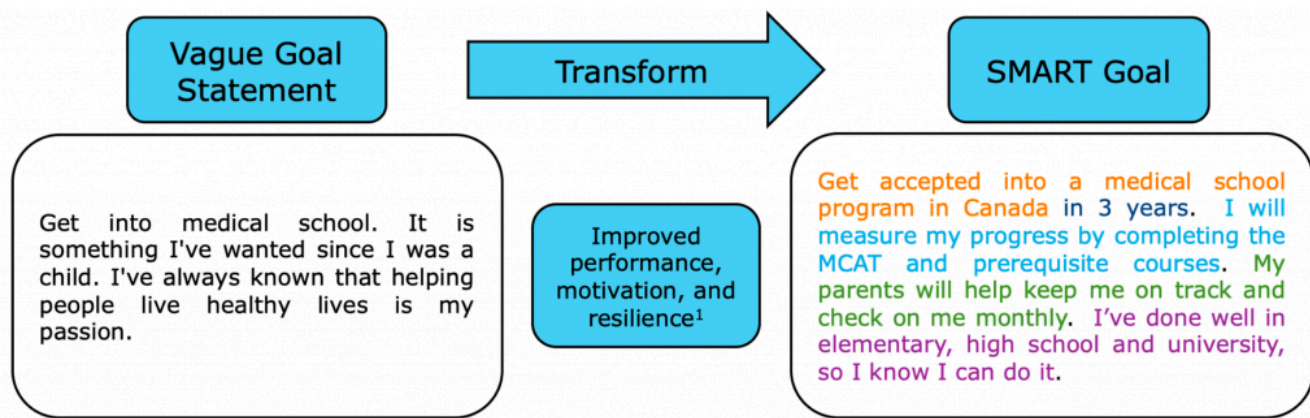 Vague Goal
Statement
Transform
SMART Goal
Get into medical school. It is
something I've wanted since I was a
child. I've always known that helping
people live healthy lives is my
passion.
Improved
performance,
motivation, and
resilience¹
Get accepted into a medical school
program in Canada in 3 years. I will
measure my progress by completing the
MCAT and prerequisite courses. My
parents will help keep me on track and
check on me monthly. I’ve done well in
elementary, high school and university,
so I know I can do it.